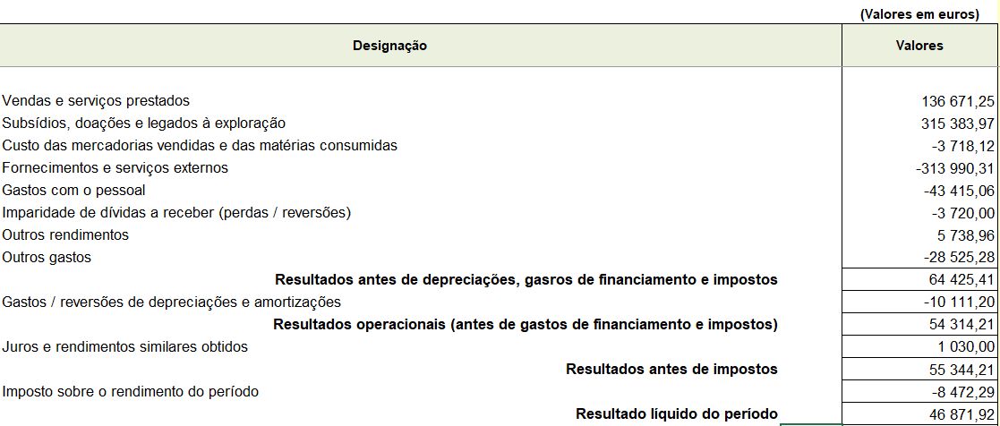 (Valores em euros)
Designação Valores
Vendas e serviços prestados 136 671,25
Subsídios, doações e legados à exploração 315 383,97
Custo das mercadorias vendidas e das matérias consumidas -3 718,12
Fornecimentos e serviços externos -313 990,31
Gastos com o pessoal -43 415,06
Imparidade de dívidas a receber (perdas / reversões) -3 720,00
Outros rendimentos 5 738,96
Outros gastos -28 525,28
Resultados antes de depreciações, gasros de financiamento e impostos 64 425,41
Gastos / reversões de depreciações e amortizações -10 111,20
Resultados operacionais (antes de gastos de financiamento e impostos) 54 314,21
Juros e rendimentos similares obtidos 1 030,00
Resultados antes de impostos 55 344,21
Imposto sobre o rendimento do período -8 472,29
Resultado líquido do período 46 871,92